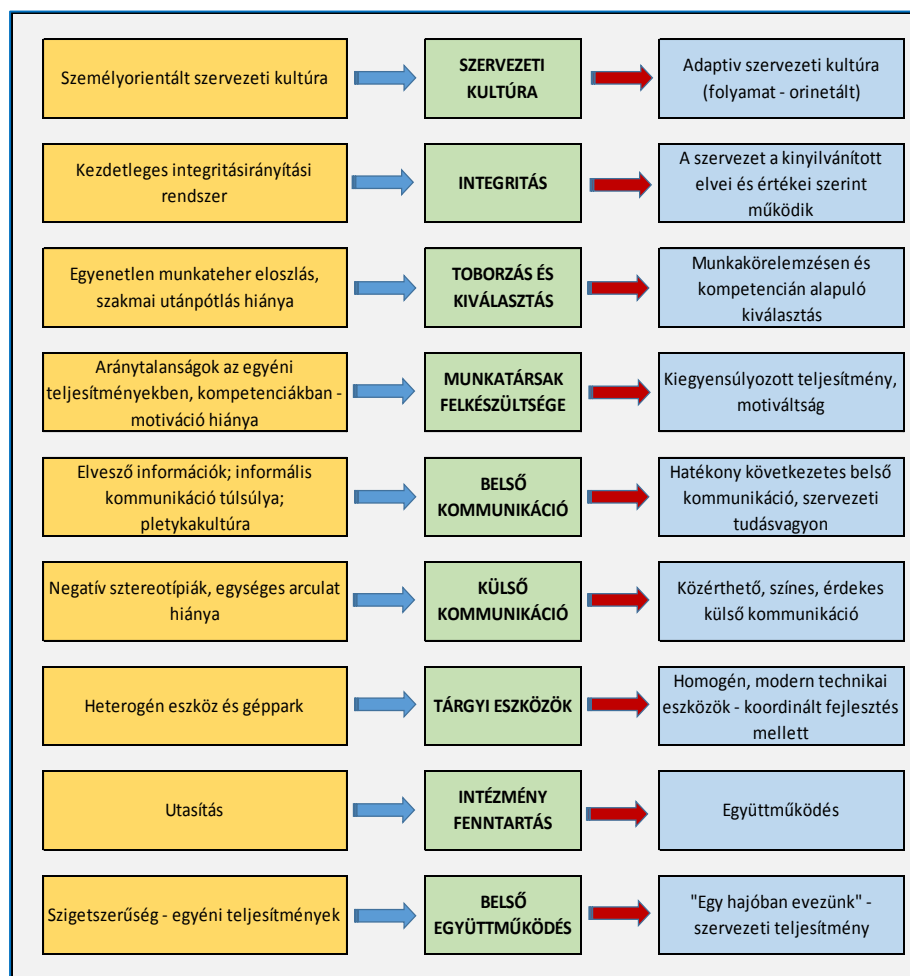 Személyorientált szervezeti kultúra
SZERVEZETI
KULTÚRA
Adaptiv szervezeti kultúra
(folyamat - orinetált)
Kezdetleges integritásirányítási
rendszer
INTEGRITÁS
A szervezet a kinyilvánított
elvei és értékei szerint
működik
Egyenetlen munkateher eloszlás,
szakmai utánpótlás hiánya
TOBORZÁS ÉS
KIVÁLASZTÁS
Munkakörelemzésen és
kompetencián alapuló
kiválasztás
Aránytalanságok az egyéni
teljesítményekben, kompetenciákban -
motiváció hiánya
MUNKATÁRSAK
FELKÉSZÜLTSÉGE
Kiegyensúlyozott teljesítmény,
motiváltság
Elvesző információk; informális
kommunikáció túlsúlya;
pletykakultúra
BELSŐ
KOMMUNIKÁCIÓ
Hatékony következetes belső
kommunikáció, szervezeti
tudásvagyon
Negatív sztereotípiák, egységes arculat
hiánya
KÜLSŐ
KOMMUNIKÁCIÓ
Közérthető, színes, érdekes
külső kommunikáció
Heterogén eszköz és géppark
TÁRGYI ESZKÖZÖK
Homogén, modern technikai
eszközök - koordinált fejlesztés
mellett
Utasítás
INTÉZMÉNY
FENNTARTÁS
Együttműködés
Szigetszerűség - egyéni teljesítmények
BELSŐ
EGYÜTTMŰKÖDÉS
"Egy hajóban evezünk" -
szervezeti teljesítmény